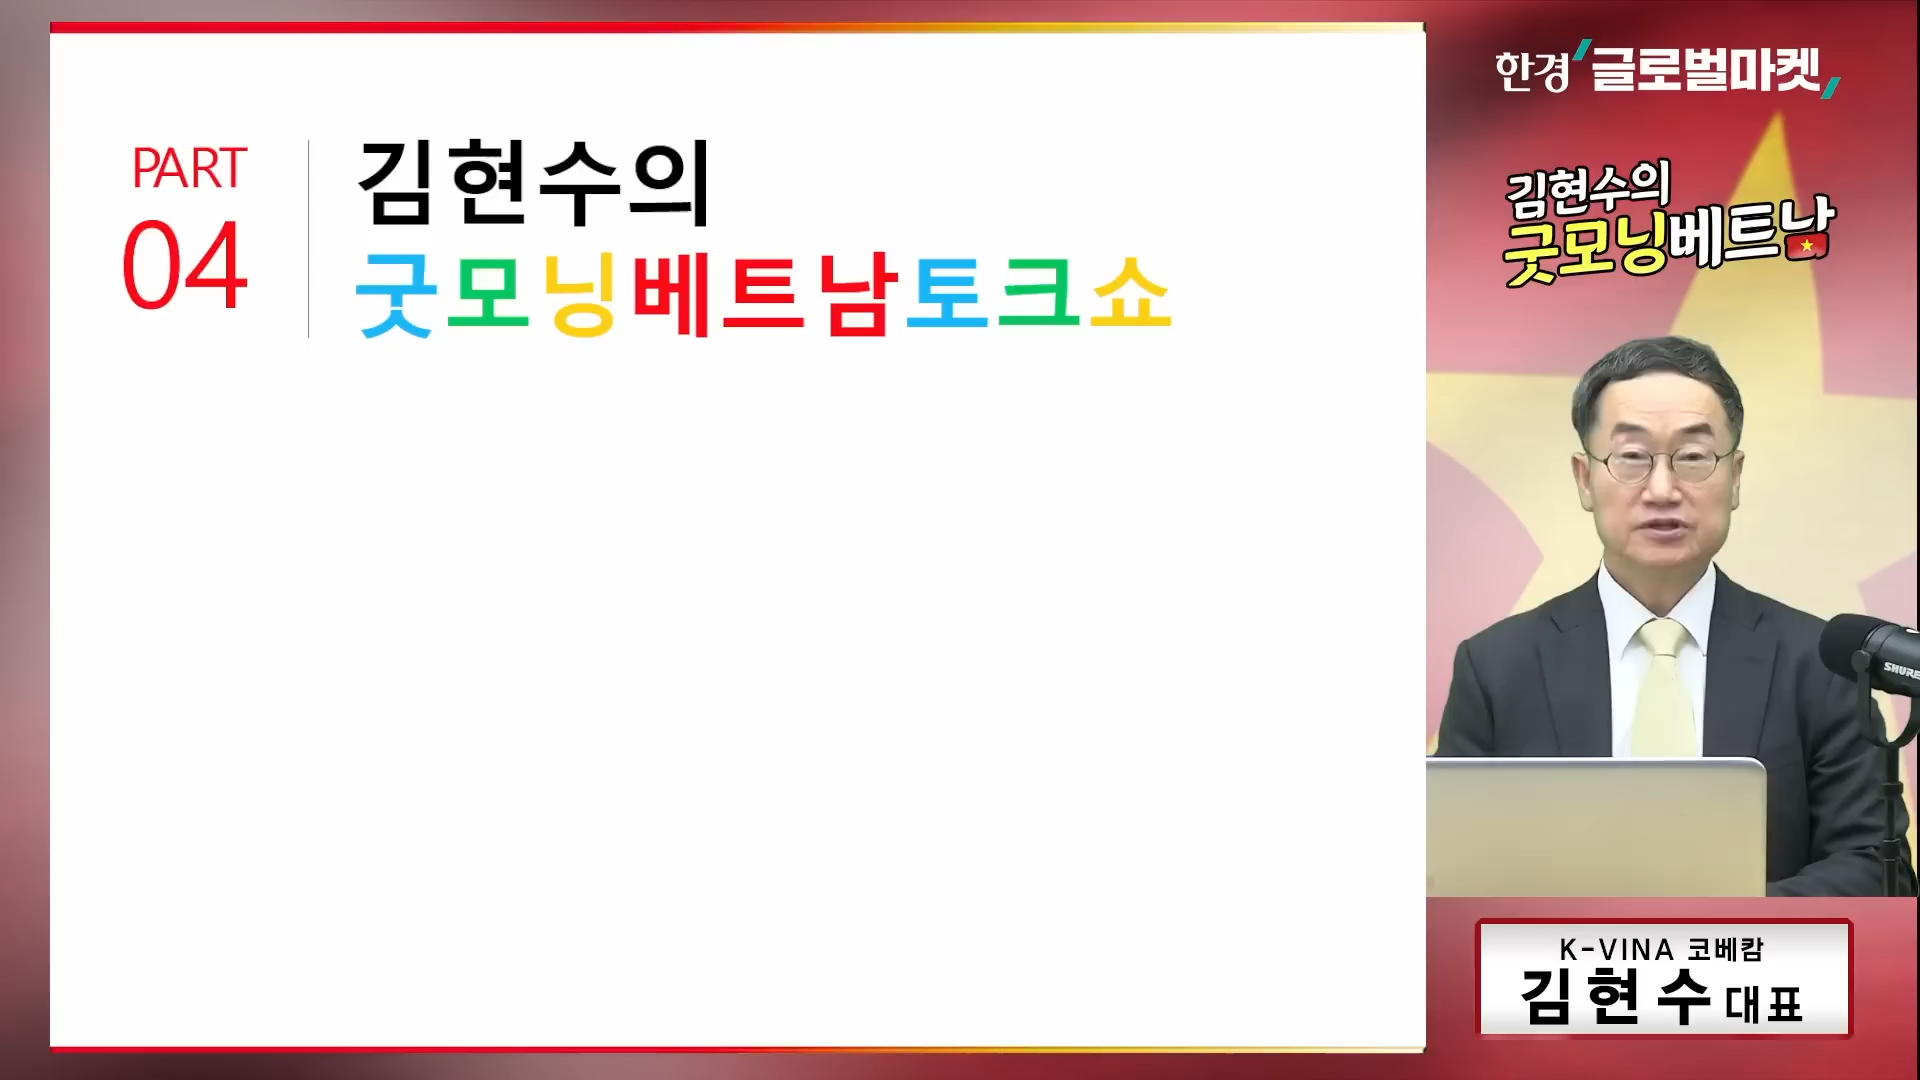 PART
04
김현수의
굿모닝베트남토크쇼
한경 글로벌마켓
김현수의
굿모닝베트남
SHURE
K-VINA 코베캄
김현수 대표